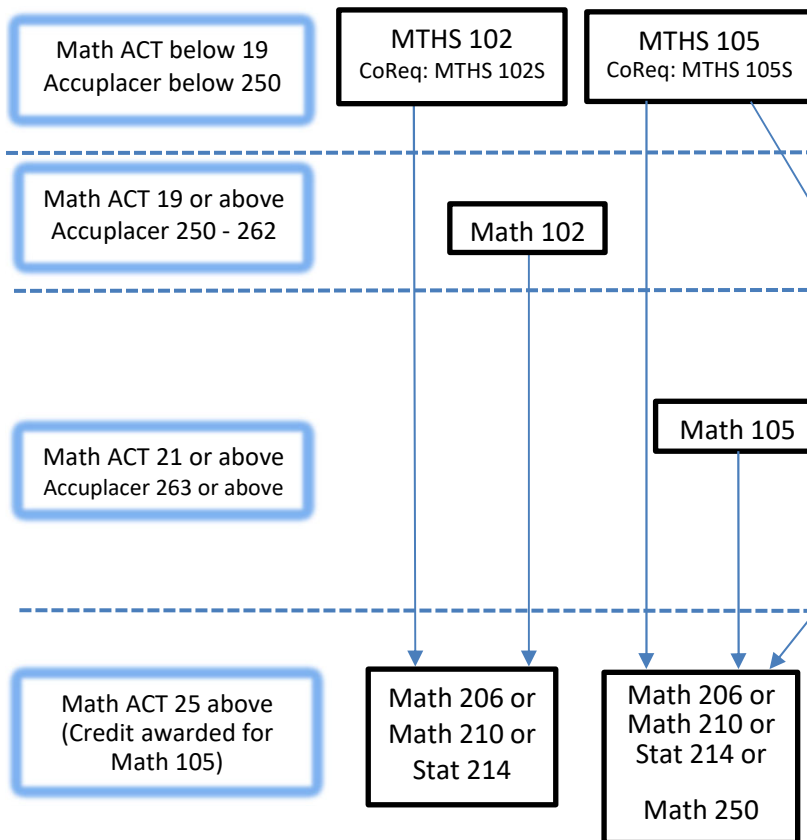 Math ACT below 19
Accuplacer below 250
MTHS 102
CoReq: MTHS 102S
MTHS 105
CoReq: MTHS 105S
Math ACT 19 or above
Accuplacer 250 - 262
Math 102
Math ACT 21 or above
Accuplacer 263 or above
Math 105
Math ACT 25 above
(Credit awarded for
Math 105)
Math 206 or
Math 210 or
Stat 214
Math 206 or
Math 210 or
Stat 214 or
Math 250